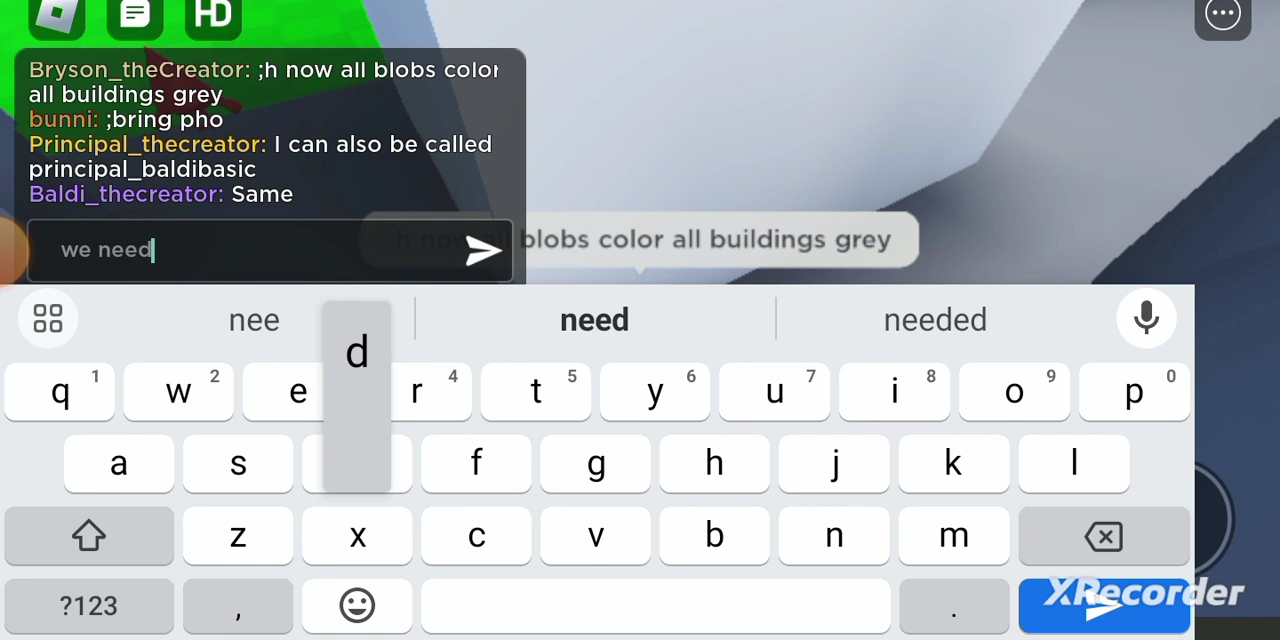 HD
Bryson_theCreator: ;h now all blobs color
all buildings grey
bunni: ;bring pho
Principal_thecreator: I can also be called
principal_baldibasic
Baldi_thecreator: Same
we need
;h now all blobs color all buildings grey
nee need needed
d
q 1 w 2 e r 4 t 5 y 6 u 7 i 8 o 9 p 0
a s f g h j k l
z x c v b n m
?123 , .
XRecorder